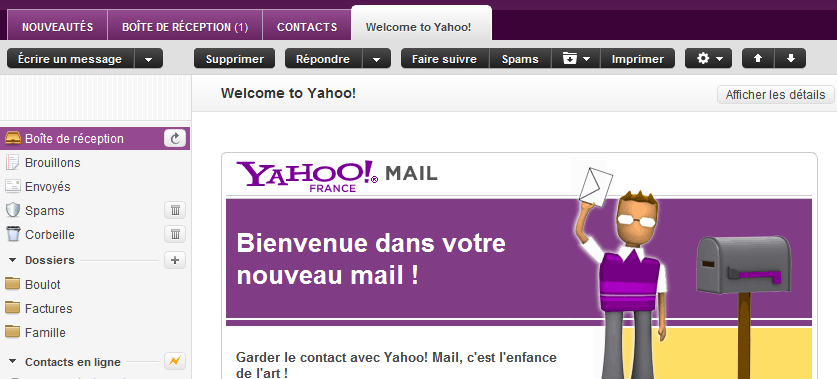 NOUVEAUTÉS
BOÎTE DE RÉCEPTION (1)
CONTACTS
Welcome to Yahoo!
Écrire un message
Supprimer
Répondre
Faire suivre
Spams
Imprimer
Welcome to Yahoo!
Afficher les détails
Boîte de réception
Brouillons
Envoyés
Spams
Corbeille
Dossiers
Boulot
Factures
Famille
Contacts en ligne
YAHOO!® MAIL
FRANCE
Bienvenue dans votre
nouveau mail !
Garder le contact avec Yahoo! Mail, c'est l'enfance
de l'art !